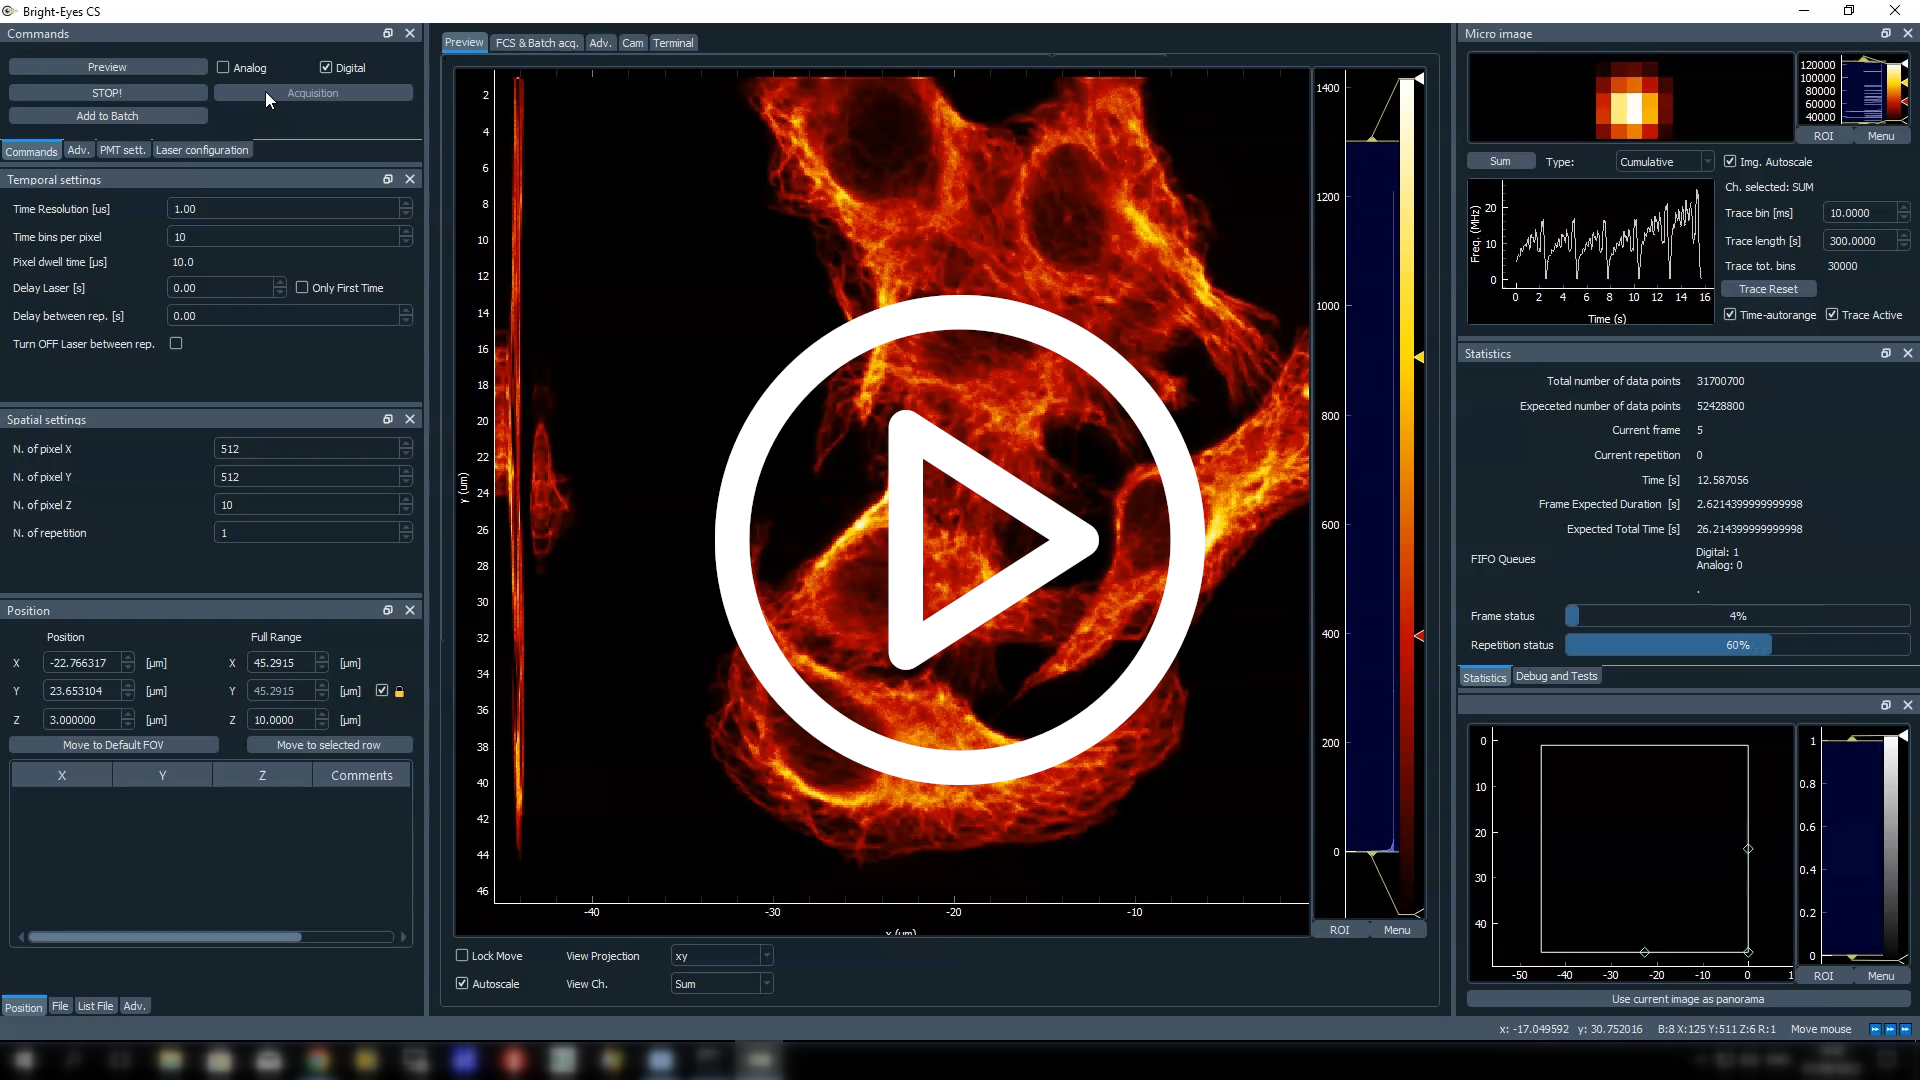 Bright-Eyes CS
Commands
Preview
Analog
Digital
STOP!
Acquisition
Add to Batch
Commands Adv. PMT sett. Laser configuration
Temporal settings
Time Resolution [us] 1.00
Time bins per pixel 10
Pixel dwell time [µs] 10.0
Delay Laser [s] 0.00 Only First Time
Delay between rep. [s] 0.00
Turn OFF Laser between rep.
Spatial settings
N. of pixel X 512
N. of pixel Y 512
N. of pixel Z 10
N. of repetition 1
Position
Position Full Range
X -22.766317 [µm] X 45.2915 [µm]
Y 23.653104 [µm] Y 45.2915 [µm]
Z 3.000000 [µm] Z 10.0000 [µm]
Move to Default FOV Move to selected row
X Y Z Comments
Position File List File Adv.
Preview FCS & Batch acq. Adv. Cam Terminal
2
4
6
8
10
12
14
16
18
20
22
24
26
28
30
32
34
36
38
40
42
44
46
Y (um)
-40 -30 -20 -10
x (um)
1400
1200
1000
800
600
400
200
0
ROI Menu
Lock Move View Projection xy
Autoscale View Ch. Sum
Micro image
120000
100000
80000
60000
40000
ROI Menu
Sum Type: Cumulative Img. Autoscale
Freq. (MHz)
20
10
0
0 2 4 6 8 10 12 14 16
Time (s)
Ch. selected: SUM
Trace bin [ms] 10.0000
Trace length [s] 300.0000
Trace tot. bins 30000
Trace Reset
Time-autorange Trace Active
Statistics
Total number of data points 31700700
Expeceted number of data points 52428800
Current frame 5
Current repetition 0
Time [s] 12.587056
Frame Expected Duration [s] 2.6214399999999998
Expected Total Time [s] 26.214399999999998
FIFO Queues Digital: 1
Analog: 0
.
Frame status 4%
Repetition status 60%
Statistics Debug and Tests
0
10
20
30
40
-50 -40 -30 -20 -10 0 1
1
0.8
0.6
0.4
0.2
0
ROI Menu
Use current image as panorama
x: -17.049592 y: 30.752016 B:8 X:125 Y:511 Z:6 R:1 Move mouse